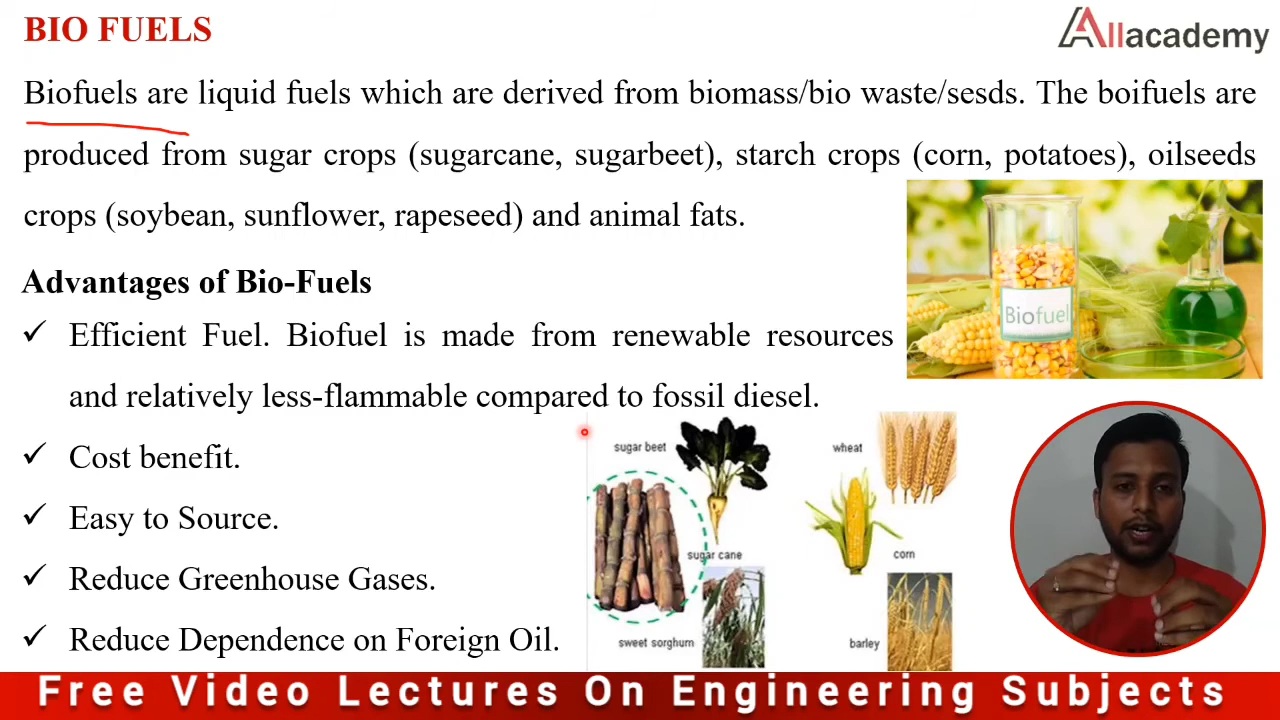 BIO FUELS
Allacademy
Biofuels are liquid fuels which are derived from biomass/bio waste/sesds. The boifuels are
produced from sugar crops (sugarcane, sugarbeet), starch crops (corn, potatoes), oilseeds
crops (soybean, sunflower, rapeseed) and animal fats.
Biofuel
Advantages of Bio-Fuels
✓ Efficient Fuel. Biofuel is made from renewable resources
and relatively less-flammable compared to fossil diesel.
✓ Cost benefit.
✓ Easy to Source.
✓ Reduce Greenhouse Gases.
✓ Reduce Dependence on Foreign Oil.
sugar beet
wheat
sugar cane
corn
sweet sorghum
barley
Free Video Lectures On Engineering Subjects